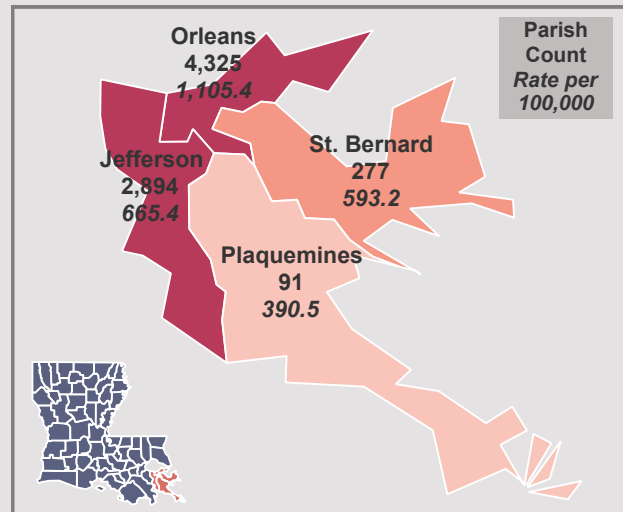 Orleans
4,325
1,105.4
Parish
Count
Rate per
100,000
Jefferson
2,894
665.4
St. Bernard
277
593.2
Plaquemines
91
390.5